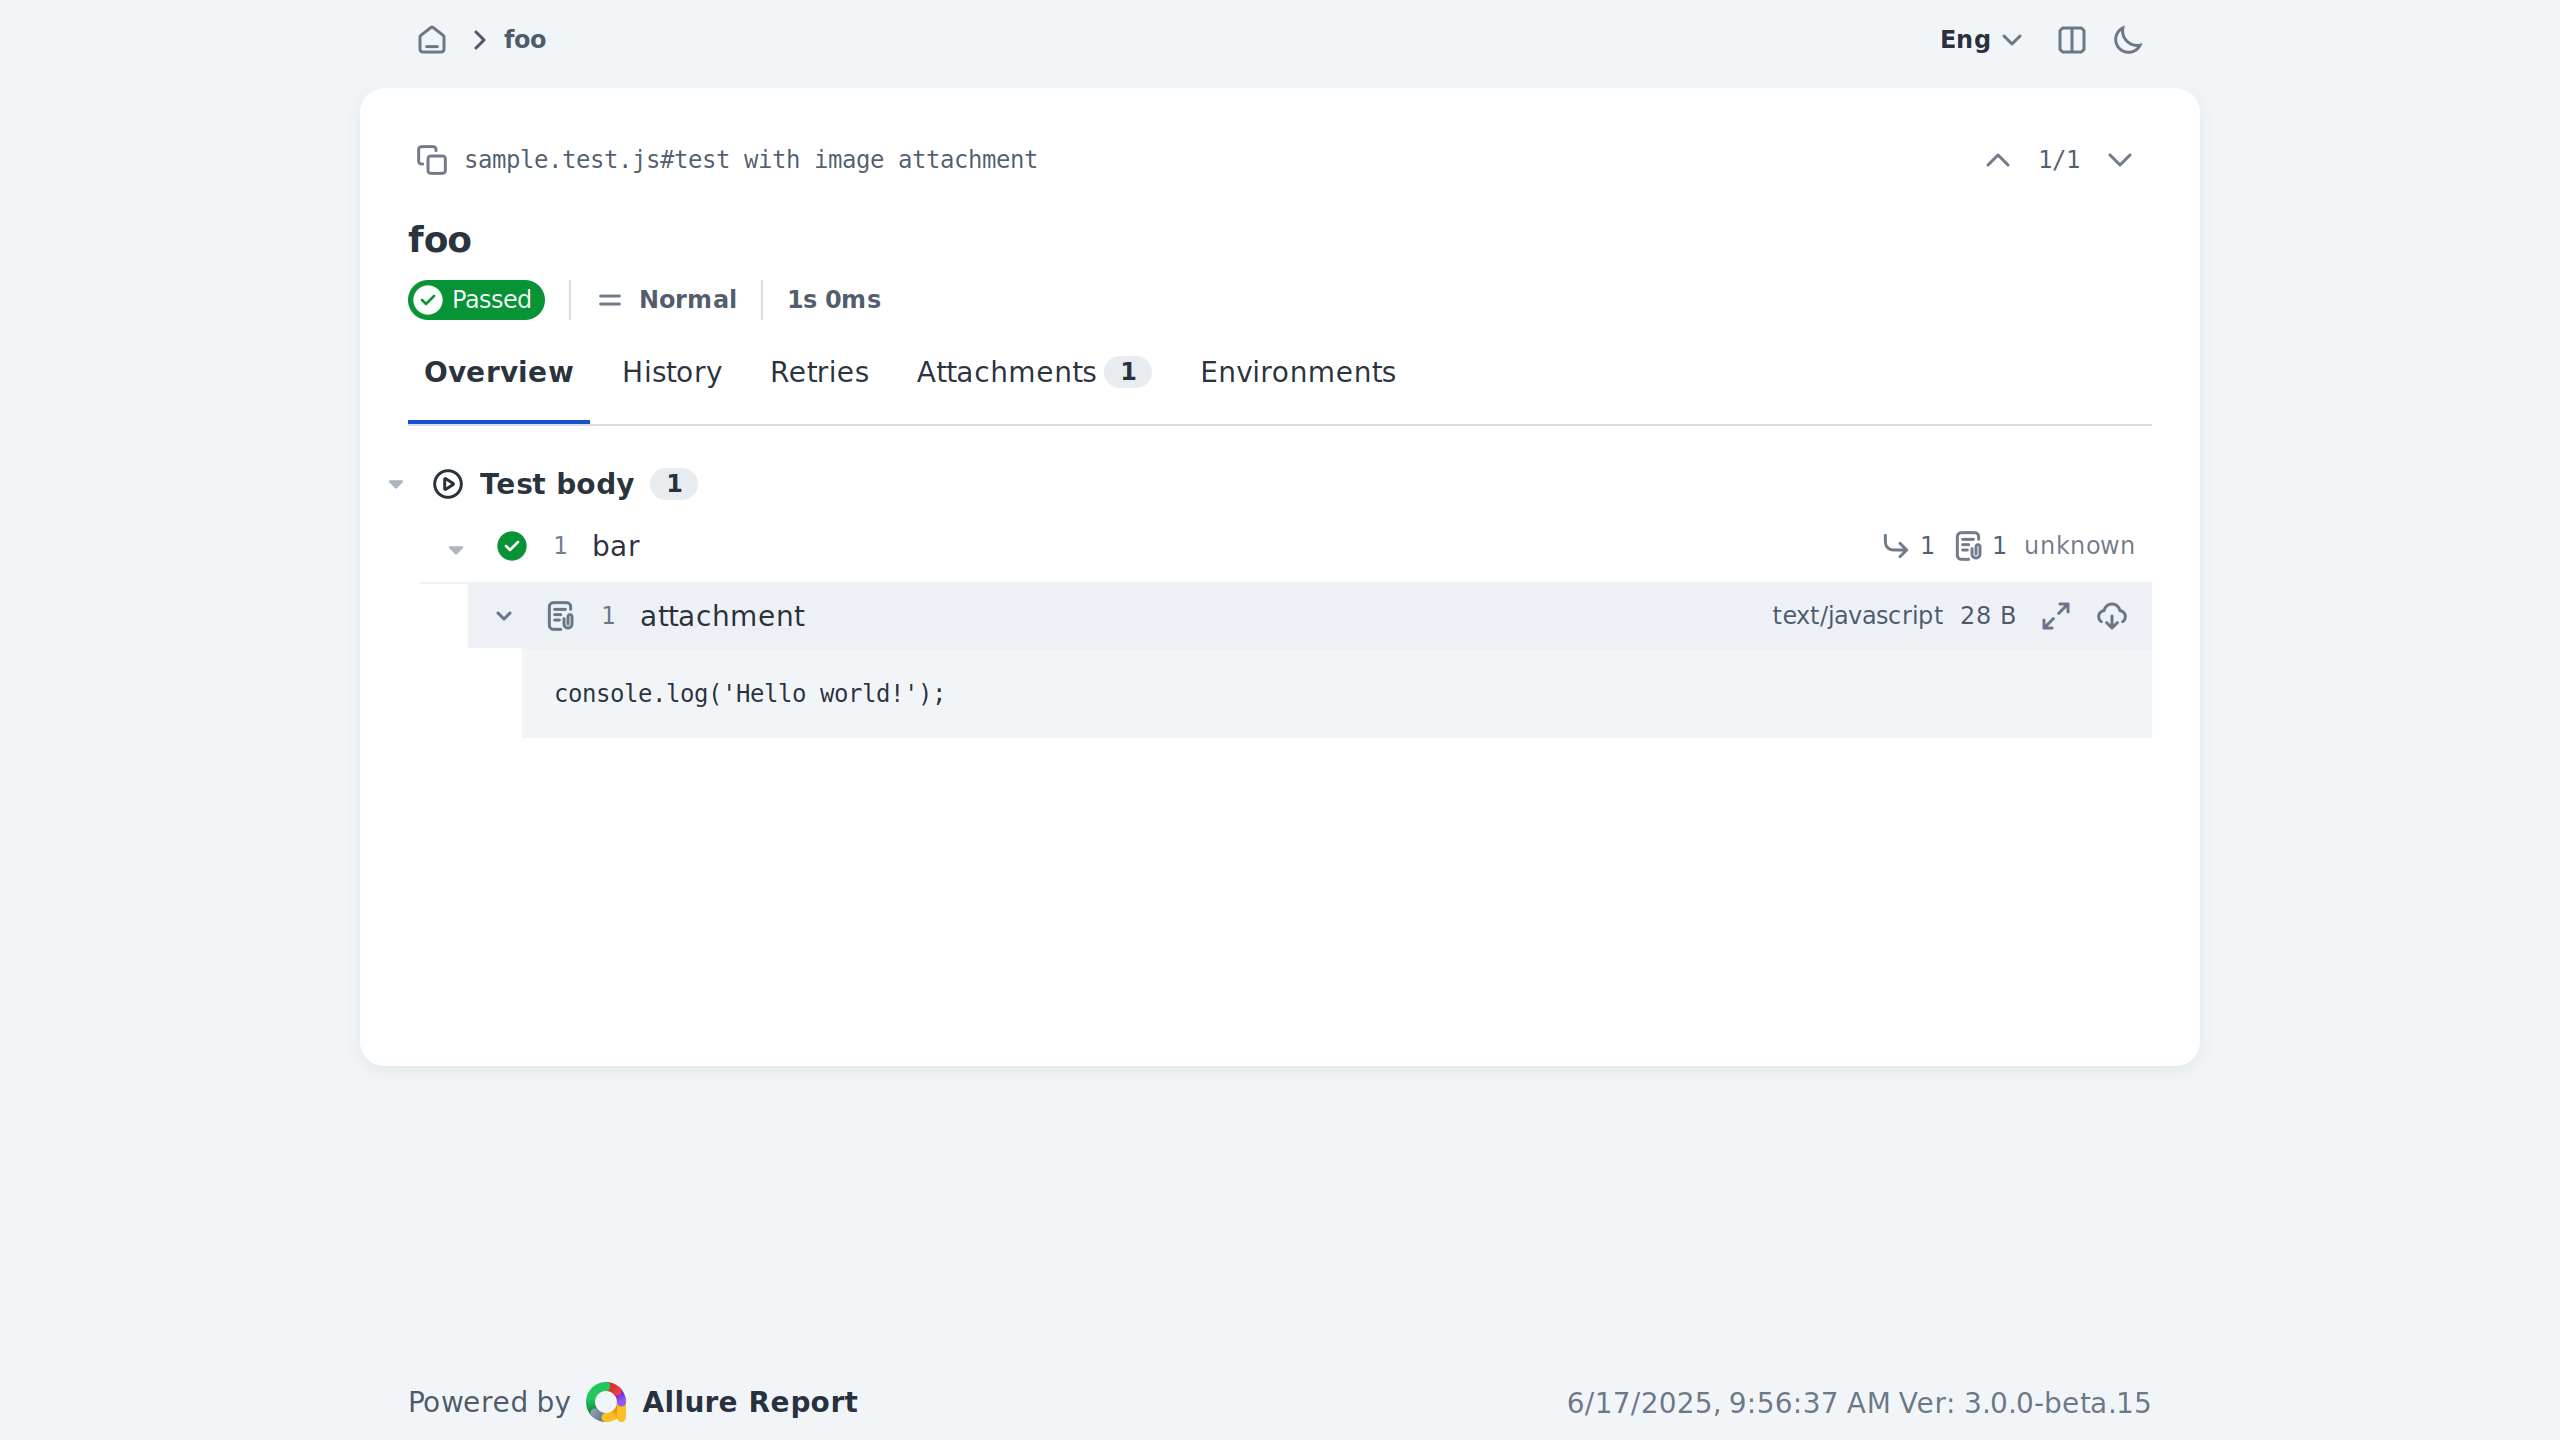 foo
Eng
sample.test.js#test with image attachment
1/1
foo
Passed
Normal
1s 0ms
Overview
History
Retries
Attachments 1
Environments
Test body 1
1 bar
1 1 unknown
1 attachment
text/javascript 28 B
console.log('Hello world!');
Powered by Allure Report
6/17/2025, 9:56:37 AM Ver: 3.0.0-beta.15